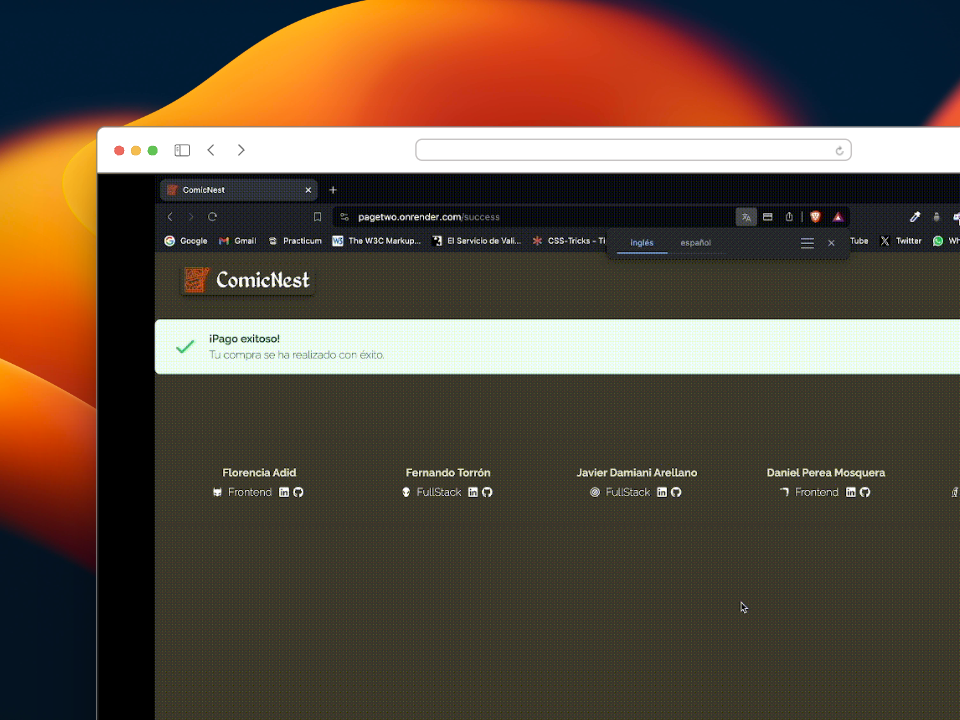 ComicNest
pagetwo.onrender.com/success
Google Gmail Practicum The W3C Markup... El Servicio de Vali... CSS-Tricks - Ti Tube Twitter Wh
inglés español
ComicNest
¡Pago exitoso!
Tu compra se ha realizado con éxito.
Florencia Adid Fernando Torrón Javier Damiani Arellano Daniel Perea Mosquera
Frontend FullStack FullStack Frontend